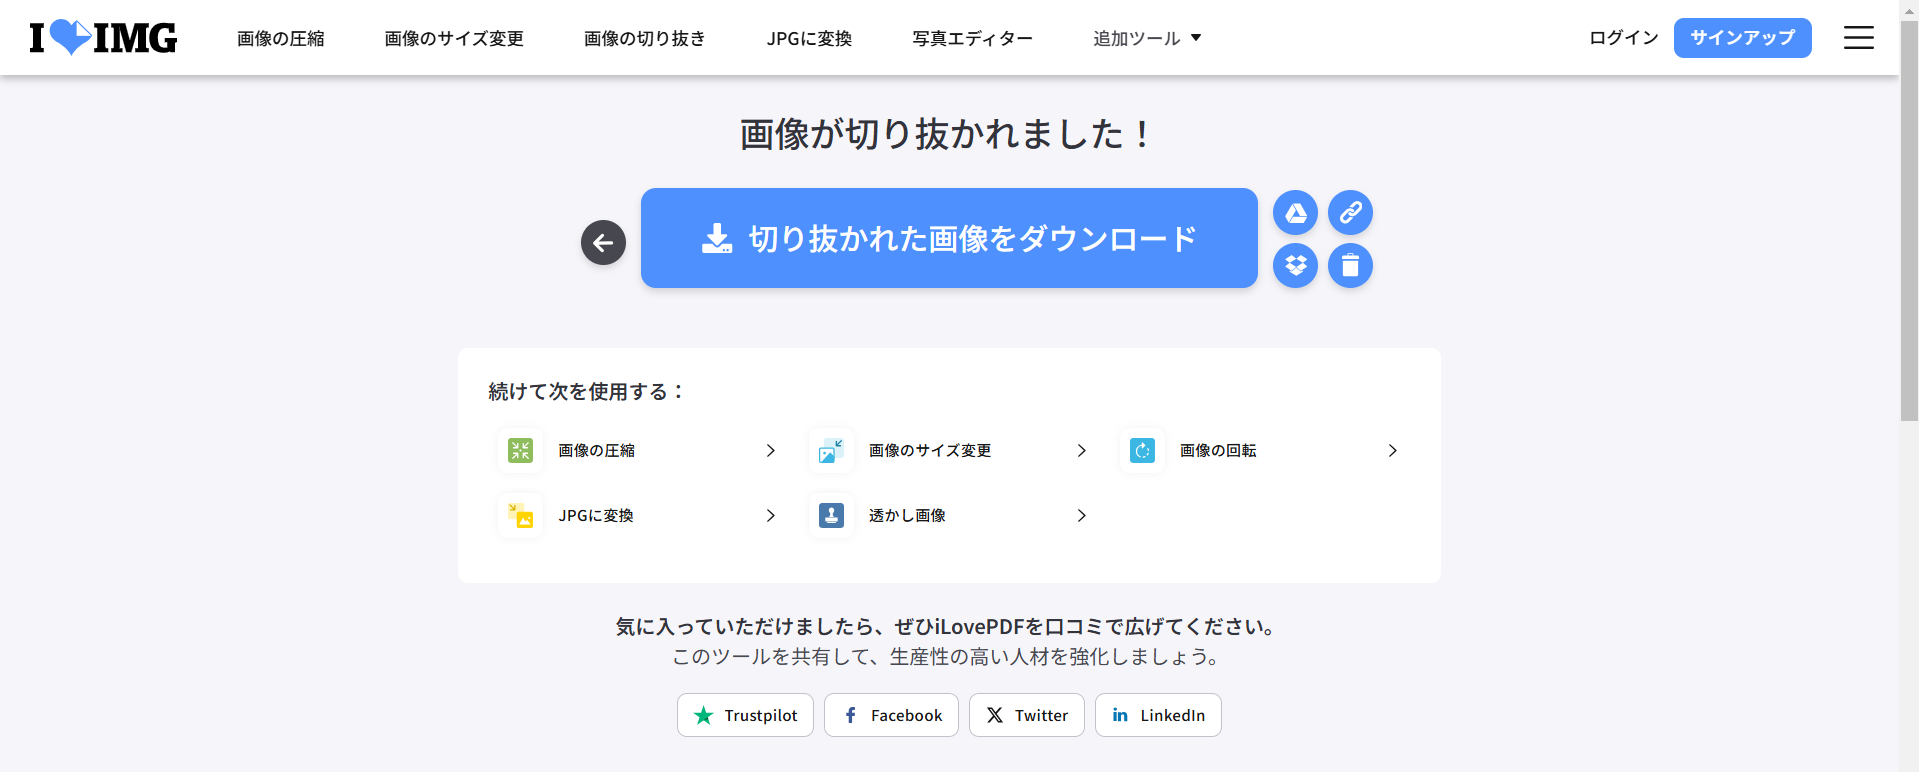 I IMG
画像の圧縮 画像のサイズ変更 画像の切り抜き JPGに変換 写真エディター 追加ツール ログイン サインアップ
画像が切り抜かれました！
切り抜かれた画像をダウンロード
続けて次を使用する：
画像の圧縮 画像のサイズ変更 画像の回転
JPGに変換 透かし画像
気に入っていただけましたら、ぜひiLovePDFを口コミで広げてください。
このツールを共有して、生産性の高い人材を強化しましょう。
Trustpilot Facebook Twitter LinkedIn